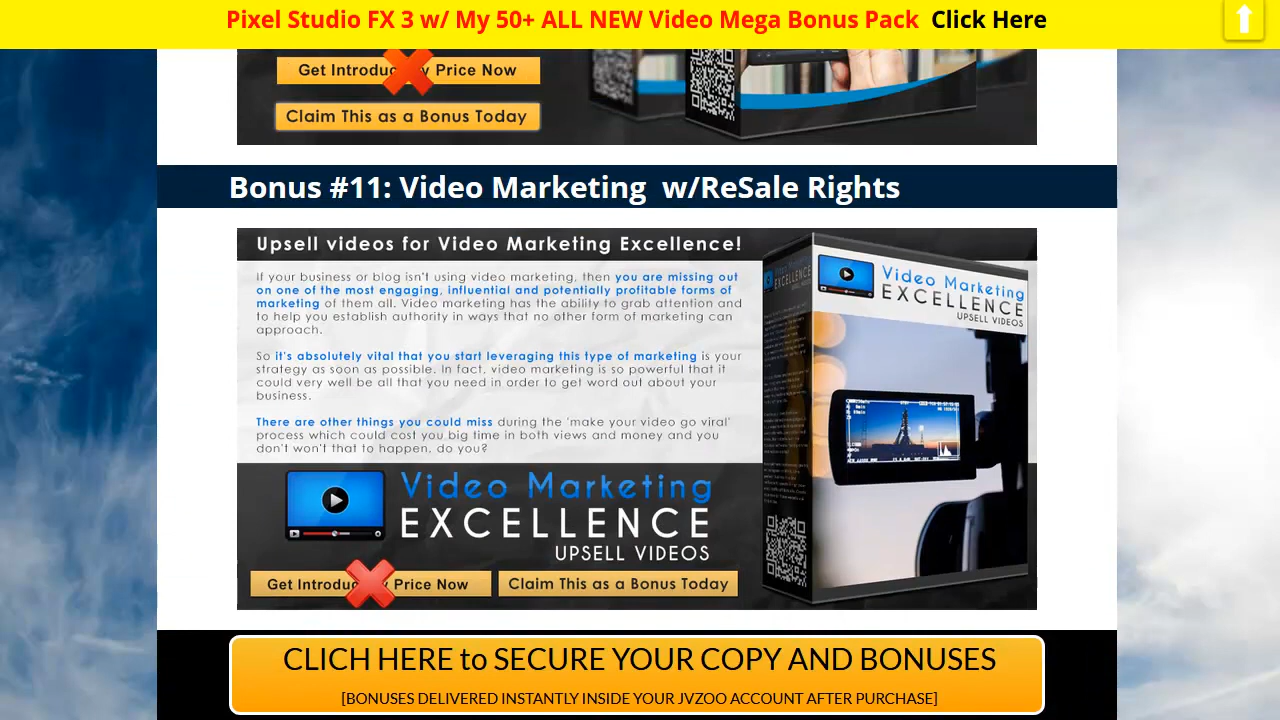 Pixel Studio FX 3 w/ My 50+ ALL NEW Video Mega Bonus Pack Click Here
Get Introduc y Price Now
Claim This as a Bonus Today
Bonus #11: Video Marketing w/ReSale Rights
Upsell videos for Video Marketing Excellence!
If your business or blog isn't using video marketing, then you are missing out
on one of the most engaging, influential and potentially profitable forms of
marketing of them all. Video marketing has the ability to grab attention and
to help you establish authority in ways that no other form of marketing can
approach.
So it's absolutely vital that you start leveraging this type of marketing is your
strategy as soon as possible. In fact, video marketing is so powerful that it
could very well be all that you need in order to get word out about your
business.
There are other things you could miss during the 'make your video go viral'
process which could cost you big time in both views and money and you
don't won't that to happen, do you?
Video Marketing
EXCELLENCE
UPSELL VIDEOS
Get Introduc y Price Now
Claim This as a Bonus Today
Video Marketing
EXCELLENCE
UPSELL VIDEOS
CLICH HERE to SECURE YOUR COPY AND BONUSES
[BONUSES DELIVERED INSTANTLY INSIDE YOUR JVZOO ACCOUNT AFTER PURCHASE]